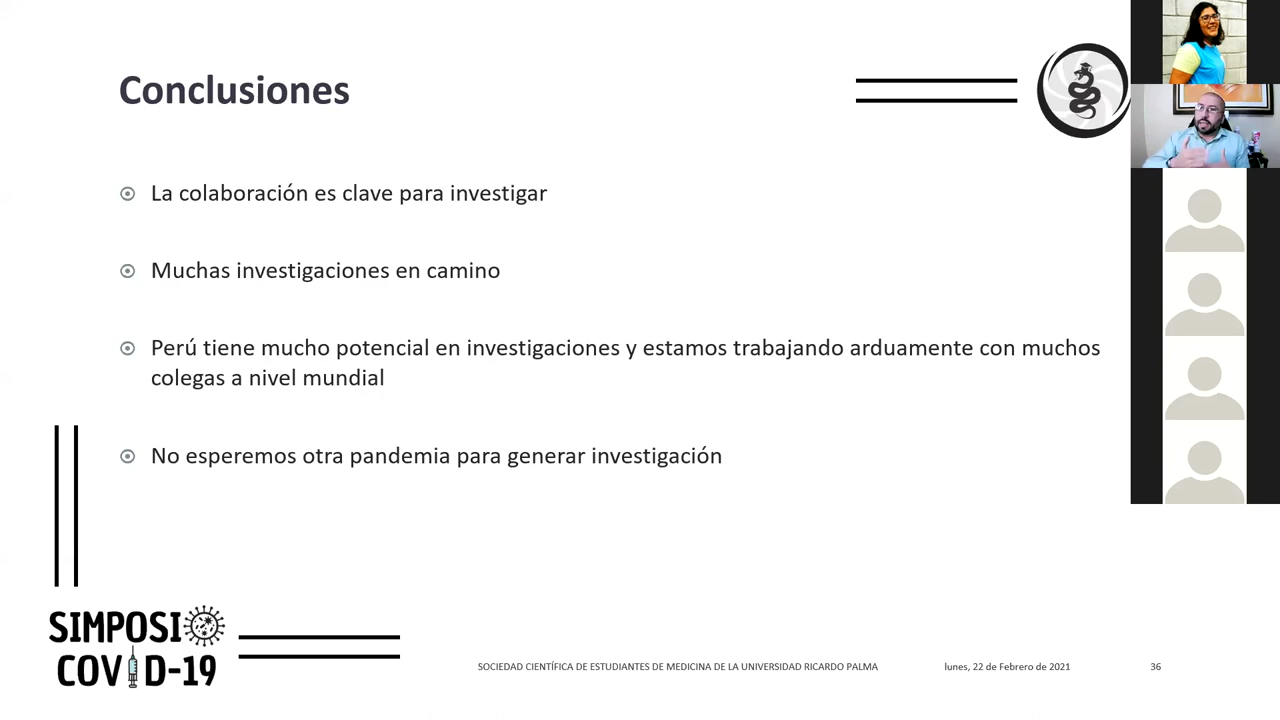 Conclusiones
La colaboración es clave para investigar
Muchas investigaciones en camino
Perú tiene mucho potencial en investigaciones y estamos trabajando arduamente con muchos
colegas a nivel mundial
No esperemos otra pandemia para generar investigación
SIMPOSIO
COVID-19
SOCIEDAD CIENTÍFICA DE ESTUDIANTES DE MEDICINA DE LA UNIVERSIDAD RICARDO PALMA
lunes, 22 de Febrero de 2021
36